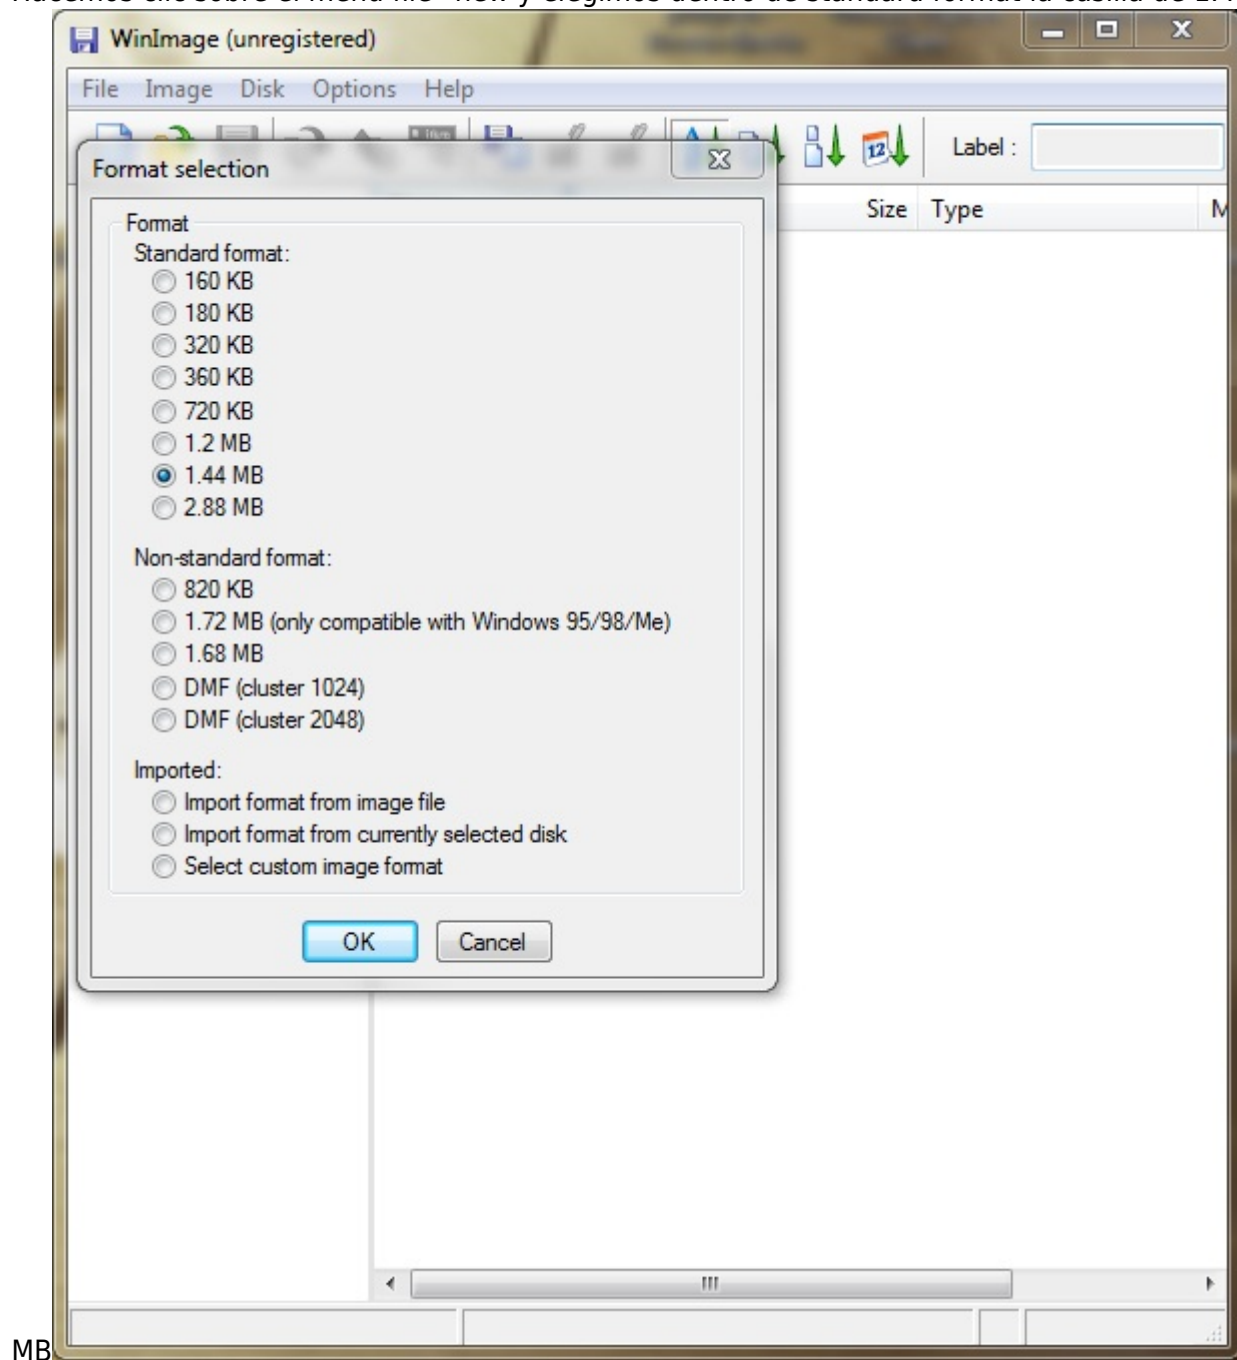 WinImage (unregistered)
File Image Disk Options Help
Label :
Format selection
Size Type M
Format
Standard format:
160 KB
180 KB
320 KB
360 KB
720 KB
1.2 MB
1.44 MB
2.88 MB
Non-standard format:
820 KB
1.72 MB (only compatible with Windows 95/98/Me)
1.68 MB
DMF (cluster 1024)
DMF (cluster 2048)
Imported:
Import format from image file
Import format from currently selected disk
Select custom image format
OK Cancel
MB